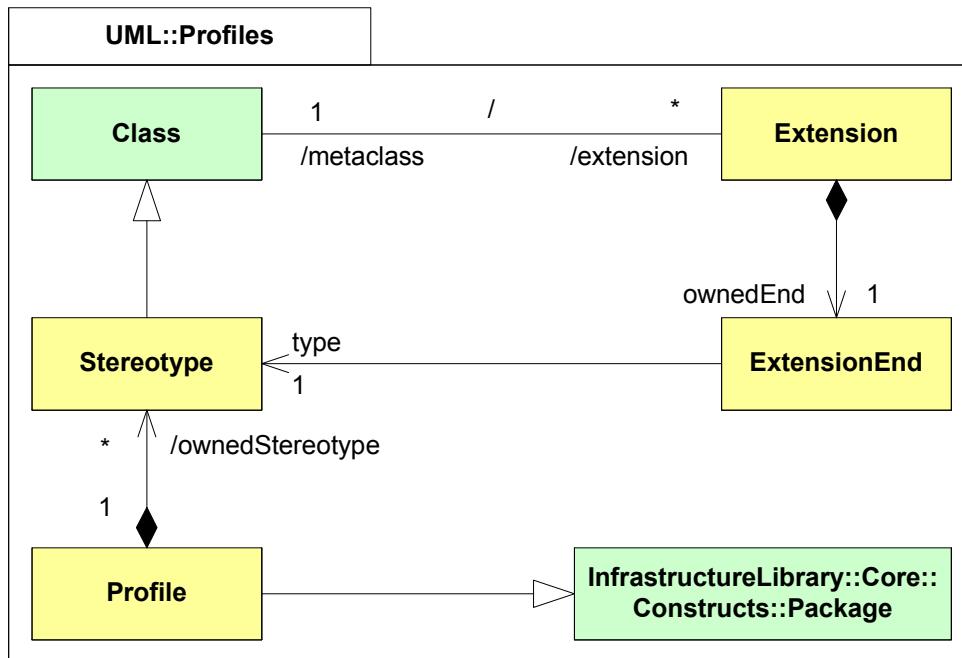 UML::Profiles
Class
1
/
*
/metaclass
/extension
Extension
ownedEnd
1
Stereotype
type
1
ExtensionEnd
*
/ownedStereotype
1
Profile
InfrastructureLibrary::Core::
Constructs::Package